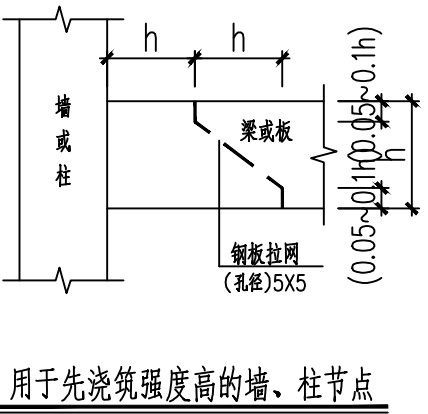 h h
墙或柱
梁或板
(0.05~0.1h)
h
(0.05~0.1h)
钢板拉网
(孔径)5X5
用于先浇筑强度高的墙、柱节点